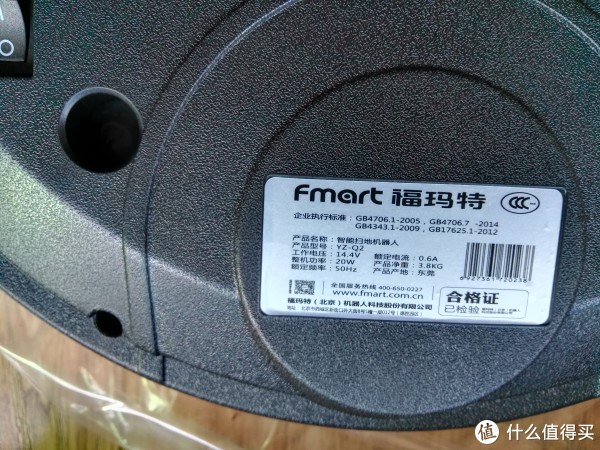 Fmart 福玛特
企业执行标准：GB4706.1-2005，GB4706.7 -2014
GB4343.1-2009，GB17625.1-2012
产品名称：智能扫地机器人
产品型号：YZ-Q2
工作电压：14.4V 额定电流：0.6A
整机功率：20W 产品净重：3.8KG
额定频率：50Hz 产品产地：东莞
全国服务热线 400-650-0227
www.fmart.com.cn
福玛特（北京）机器人科技股份有限公司
合格证
已检验
值 什么值得买